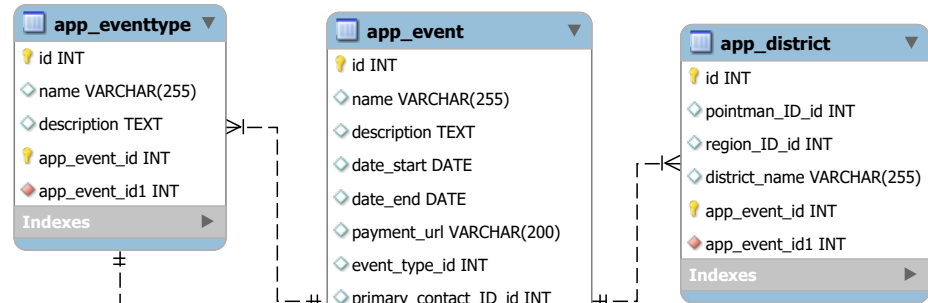 app_eventtype
id INT
name VARCHAR(255)
description TEXT
app_event_id INT
app_event_id1 INT
Indexes
app_event
id INT
name VARCHAR(255)
description TEXT
date_start DATE
date_end DATE
payment_url VARCHAR(200)
event_type_id INT
primary_contact_ID_id INT
app_district
id INT
pointman_ID_id INT
region_ID_id INT
district_name VARCHAR(255)
app_event_id INT
app_event_id1 INT
Indexes